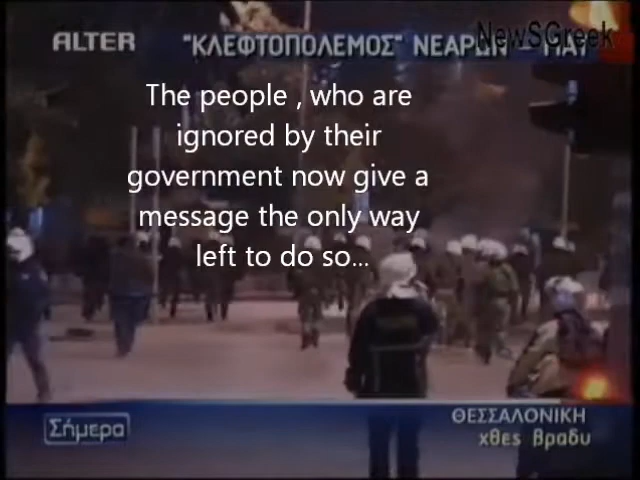 ALTER
"ΚΛΕΦΤΟΠΟΛΕΜΟΣ" ΝΕΑΡΩΝ - ΜΑΤ
NewSGreek
The people , who are
ignored by their
government now give a
message the only way
left to do so...
ΘΕΣΣΑΛΟΝΙΚΗ
χθες βραδυ
Σήμερα